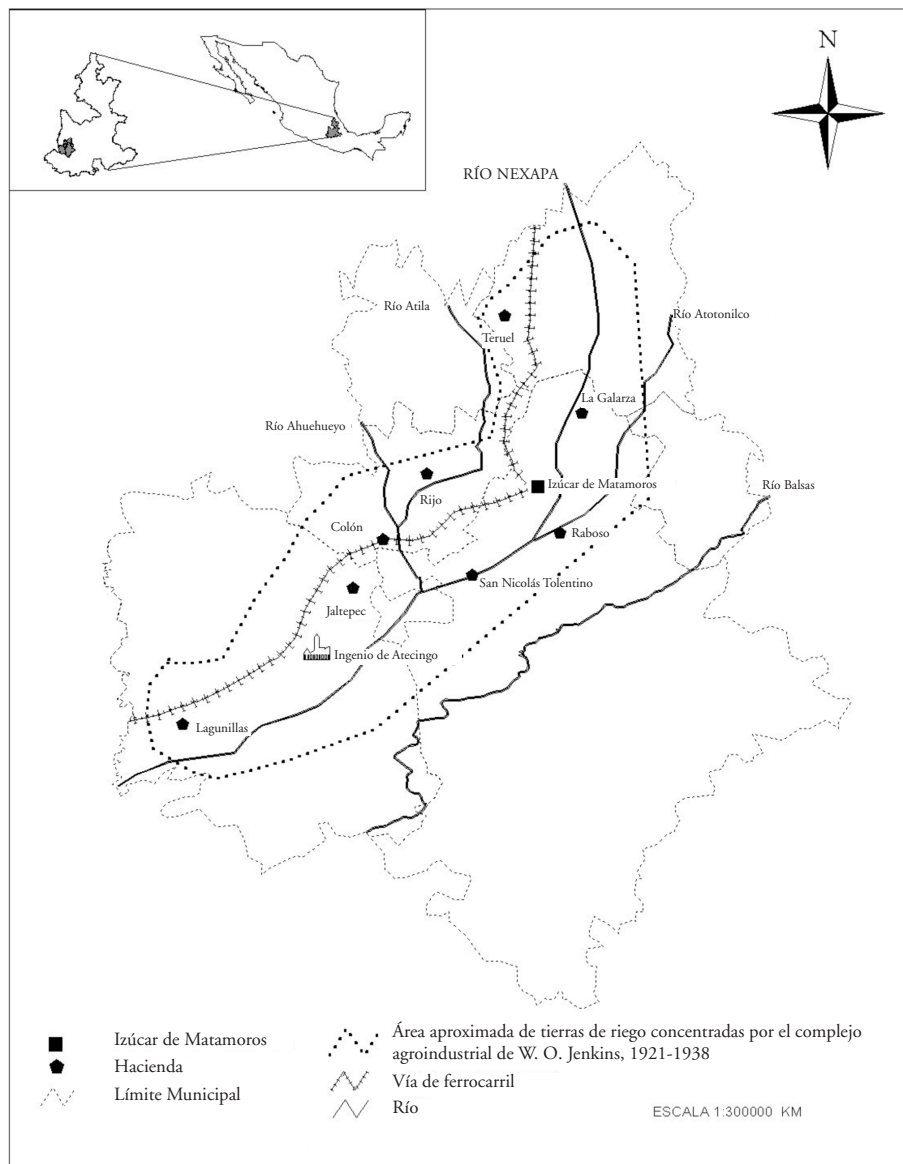 N
RÍO NEXAPA
Río Atila
Río Atotonilco
Teruel
La Galarza
Río Ahuehueyo
Izúcar de Matamoros
Río Balsas
Rijo
Colón
Raboso
San Nicolás Tolentino
Jaltepec
Ingenio de Atecingo
Lagunillas
Izúcar de Matamoros
Hacienda
Límite Municipal
Área aproximada de tierras de riego concentradas por el complejo
agroindustrial de W. O. Jenkins, 1921-1938
Vía de ferrocarril
Río
ESCALA 1:300000 KM